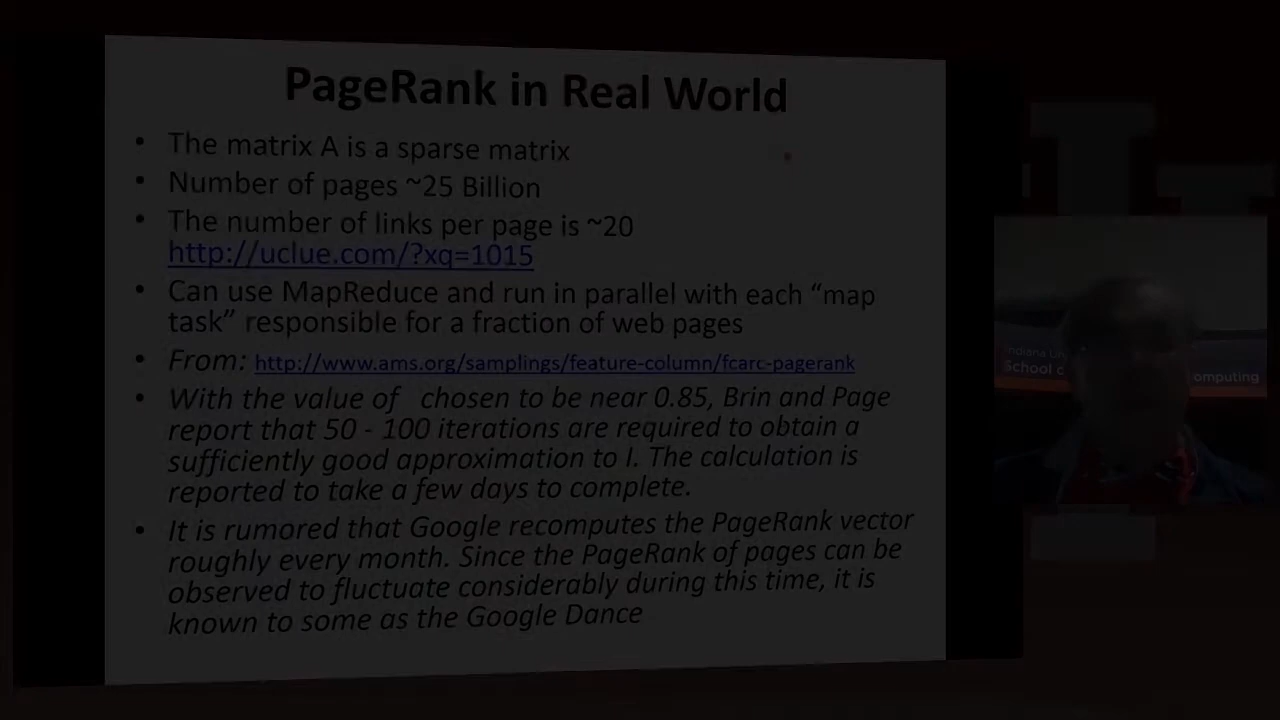 PageRank in Real World
• The matrix A is a sparse matrix
• Number of pages ~25 Billion
• The number of links per page is ~20
http://uclue.com/?xq=1015
• Can use MapReduce and run in parallel with each “map
task” responsible for a fraction of web pages
• From: http://www.ams.org/samplings/feature-column/fcarc-pagerank
• With the value of chosen to be near 0.85, Brin and Page
report that 50 - 100 iterations are required to obtain a
sufficiently good approximation to I. The calculation is
reported to take a few days to complete.
• It is rumored that Google recomputes the PageRank vector
roughly every month. Since the PageRank of pages can be
observed to fluctuate considerably during this time, it is
known to some as the Google Dance
School omputing